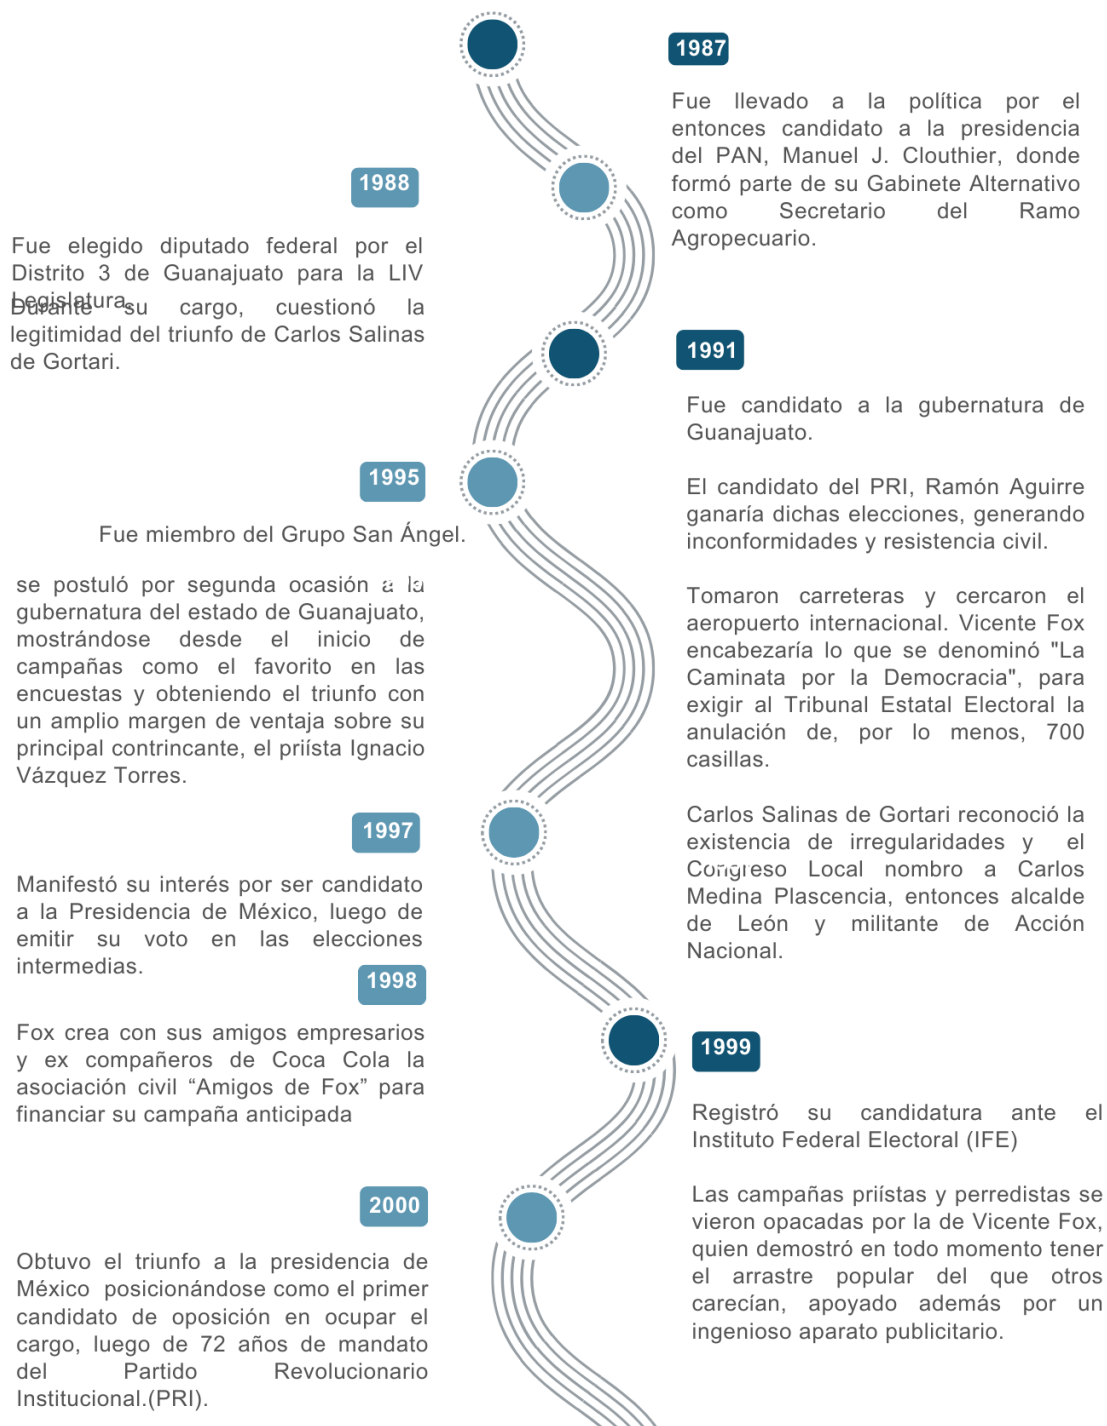 1987
Fue llevado a la política por el
entonces candidato a la presidencia
del PAN, Manuel J. Clouthier, donde
formó parte de su Gabinete Alternativo
como Secretario del Ramo
Agropecuario.
1988
Fue elegido diputado federal por el
Distrito 3 de Guanajuato para la LIV
Legislatura.
Durante su cargo, cuestionó la
legitimidad del triunfo de Carlos Salinas
de Gortari.
1991
Fue candidato a la gubernatura de
Guanajuato.
El candidato del PRI, Ramón Aguirre
ganaría dichas elecciones, generando
inconformidades y resistencia civil.
Tomaron carreteras y cercaron el
aeropuerto internacional. Vicente Fox
encabezaría lo que se denominó "La
Caminata por la Democracia", para
exigir al Tribunal Estatal Electoral la
anulación de, por lo menos, 700
casillas.
Carlos Salinas de Gortari reconoció la
existencia de irregularidades y el
Congreso Local nombro a Carlos
Medina Plascencia, entonces alcalde
de León y militante de Acción
Nacional.
1995
Fue miembro del Grupo San Ángel.
se postuló por segunda ocasión a la
gubernatura del estado de Guanajuato,
mostrándose desde el inicio de
campañas como el favorito en las
encuestas y obteniendo el triunfo con
un amplio margen de ventaja sobre su
principal contrincante, el priísta Ignacio
Vázquez Torres.
1997
Manifestó su interés por ser candidato
a la Presidencia de México, luego de
emitir su voto en las elecciones
intermedias.
1998
Fox crea con sus amigos empresarios
y ex compañeros de Coca Cola la
asociación civil “Amigos de Fox” para
financiar su campaña anticipada
1999
Registró su candidatura ante el
Instituto Federal Electoral (IFE)
Las campañas priístas y perredistas se
vieron opacadas por la de Vicente Fox,
quien demostró en todo momento tener
el arrastre popular del que otros
carecían, apoyado además por un
ingenioso aparato publicitario.
2000
Obtuvo el triunfo a la presidencia de
México posicionándose como el primer
candidato de oposición en ocupar el
cargo, luego de 72 años de mandato
del Partido Revolucionario
Institucional.(PRI).